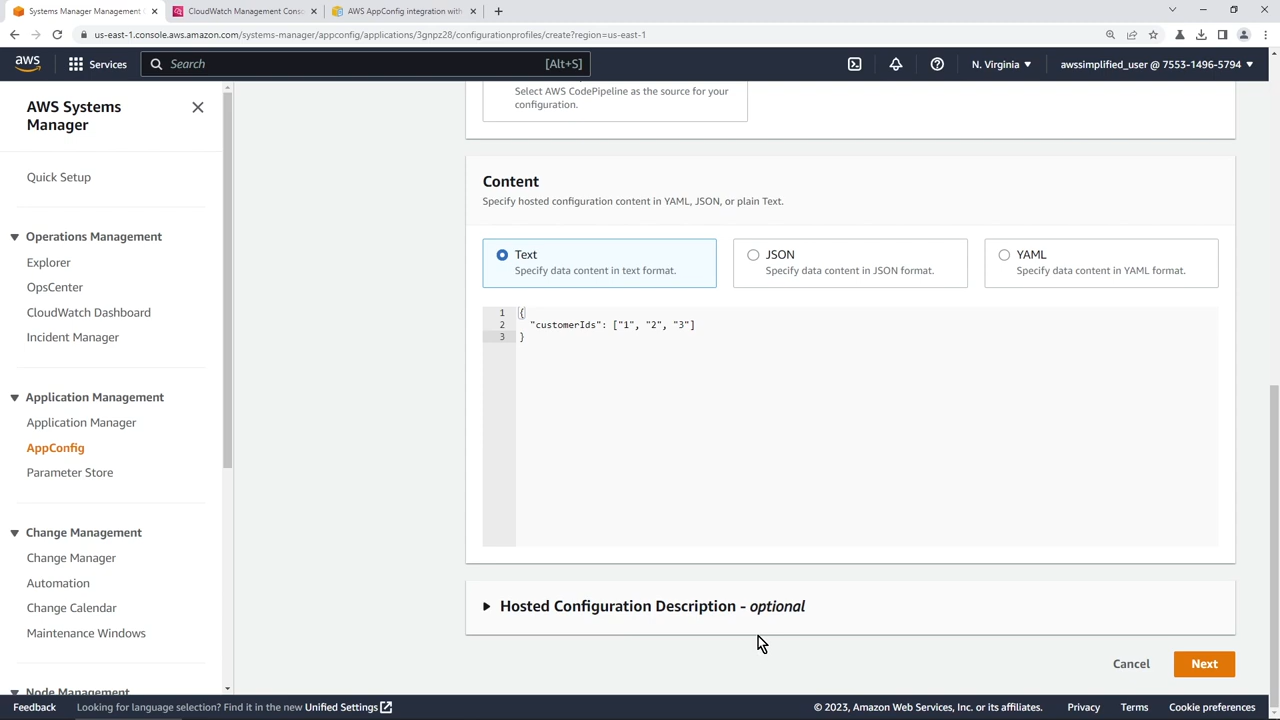 Systems Manager Management C
CloudWatch Management Conso
AWS AppConfig integration with
us-east-1.console.aws.amazon.com/systems-manager/appconfig/applications/3gnpz28/configurationprofiles/create?region=us-east-1
aws
Services
Search
[Alt+S]
N. Virginia
awssimplified_user @ 7553-1496-5794
AWS Systems
Manager
Quick Setup
Operations Management
Explorer
OpsCenter
CloudWatch Dashboard
Incident Manager
Application Management
Application Manager
AppConfig
Parameter Store
Change Management
Change Manager
Automation
Change Calendar
Maintenance Windows
Node Management
Select AWS CodePipeline as the source for your
configuration.
Content
Specify hosted configuration content in YAML, JSON, or plain Text.
Text
Specify data content in text format.
JSON
Specify data content in JSON format.
YAML
Specify data content in YAML format.
1 {
2 "customerIds": ["1", "2", "3"]
3 }
Hosted Configuration Description - optional
Cancel
Next
Feedback
Looking for language selection? Find it in the new Unified Settings
© 2023, Amazon Web Services, Inc. or its affiliates.
Privacy
Terms
Cookie preferences